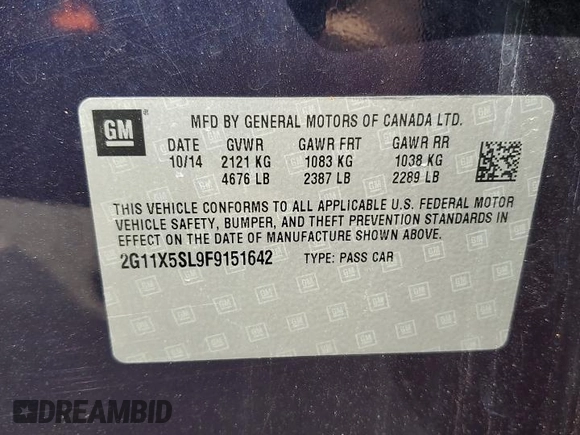 GM ®
MFD BY GENERAL MOTORS OF CANADA LTD.
DATE GVWR GAWR FRT GAWR RR
10/14 2121 KG 1083 KG 1038 KG
4676 LB 2387 LB 2289 LB
THIS VEHICLE CONFORMS TO ALL APPLICABLE U.S. FEDERAL MOTOR
VEHICLE SAFETY, BUMPER, AND THEFT PREVENTION STANDARDS IN
EFFECT ON THE DATE OF MANUFACTURE SHOWN ABOVE.
2G11X5SL9F9151642 TYPE: PASS CAR
DREAMBID